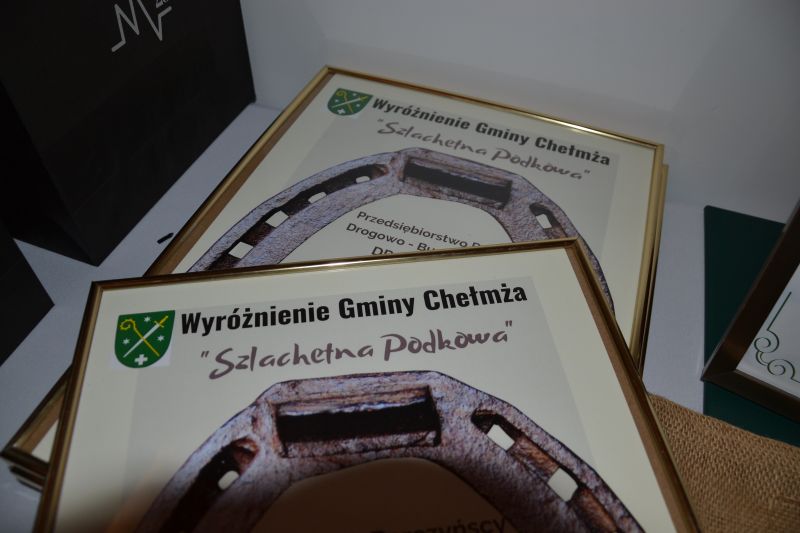 Wyróżnienie Gminy Chełmża
"Szlachetna Podkowa"
Przedsiębiorstwo
Drogowo -
Wyróżnienie Gminy Chełmża
"Szlachetna Podkowa"